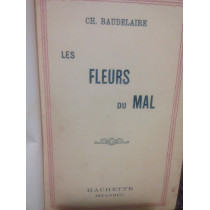 CH. BAUDELAIRE
LES
FLEURS
DU MAL
HACHETTE